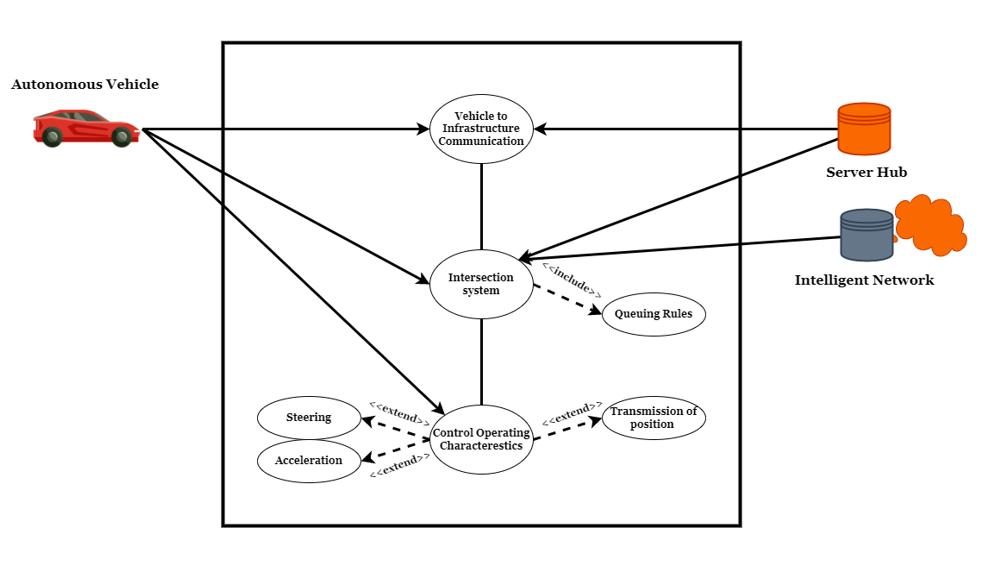 Autonomous Vehicle
Vehicle to
Infrastructure
Communication
Server Hub
Intelligent Network
Intersection
system
<<include>>
Queuing Rules
Steering
Acceleration
<<extend>>
<<extend>>
Control Operating
Characterestics
<<extend>>
Transmission of
position